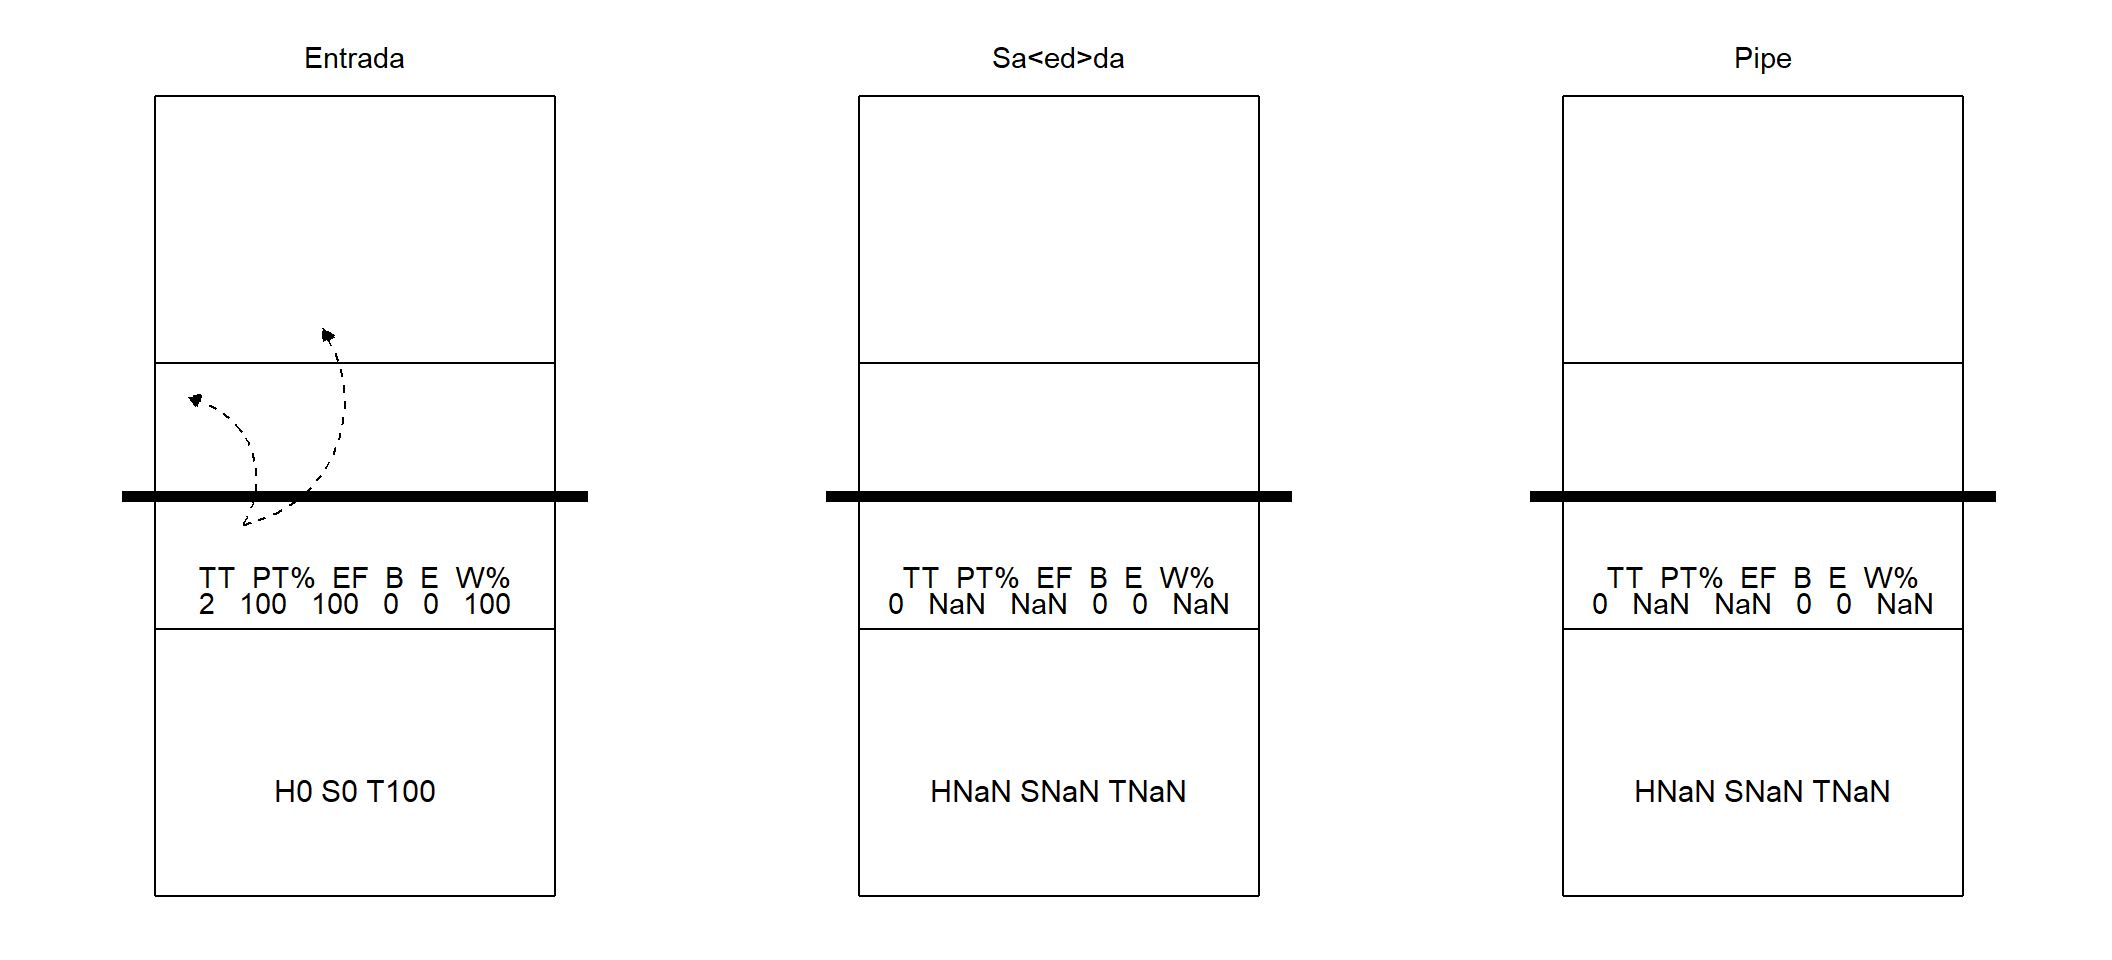 Entrada
TT PT% EF B E W%
2 100 100 0 0 100
H0 S0 T100
Sa<ed>da
TT PT% EF B E W%
0 NaN NaN 0 0 NaN
HNaN SNaN TNaN
Pipe
TT PT% EF B E W%
0 NaN NaN 0 0 NaN
HNaN SNaN TNaN